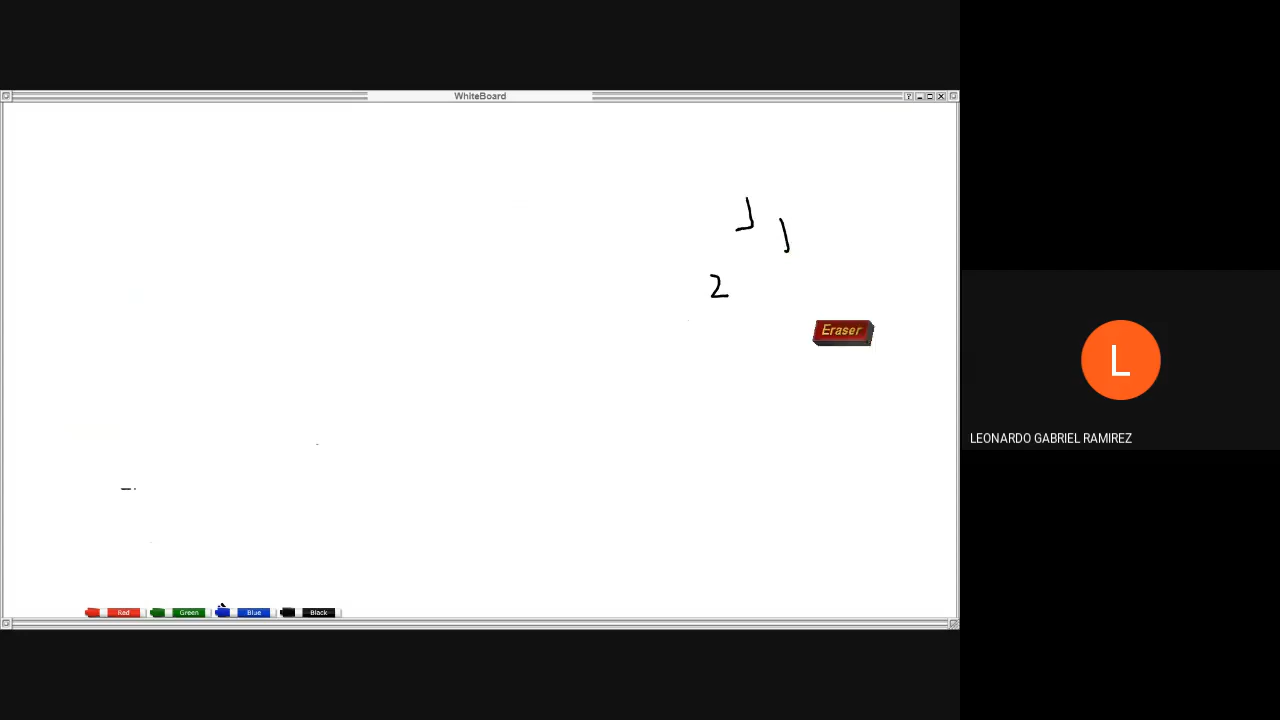 WhiteBoard
2
Eraser
L
LEONARDO GABRIEL RAMIREZ
Red Green Blue Black